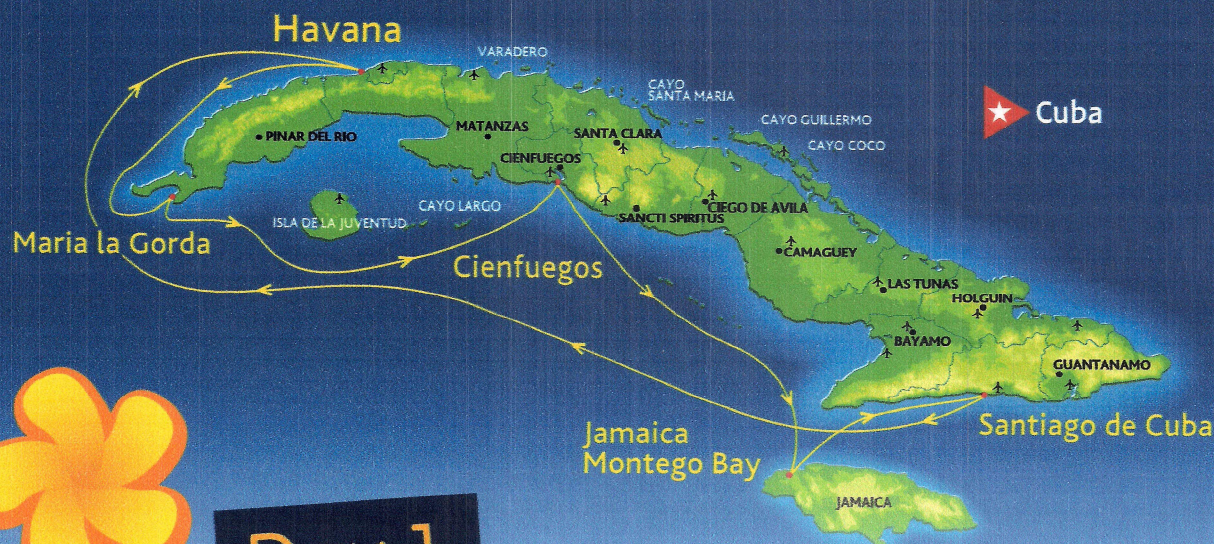 Havana
VARADERO
CAYO
SANTA MARIA
CAYO GUILLERMO
CAYO COCO
Cuba
PINAR DEL RIO
MATANZAS
SANTA CLARA
CIENFUEGOS
ISLA DE LA JUVENTUD
CAYO LARGO
SANCTI SPIRITUS
CIEGO DE AVILA
Maria la Gorda
Cienfuegos
CAMAGUEY
LAS TUNAS
HOLGUIN
BAYAMO
GUANTANAMO
Jamaica
Montego Bay
Santiago de Cuba
JAMAICA